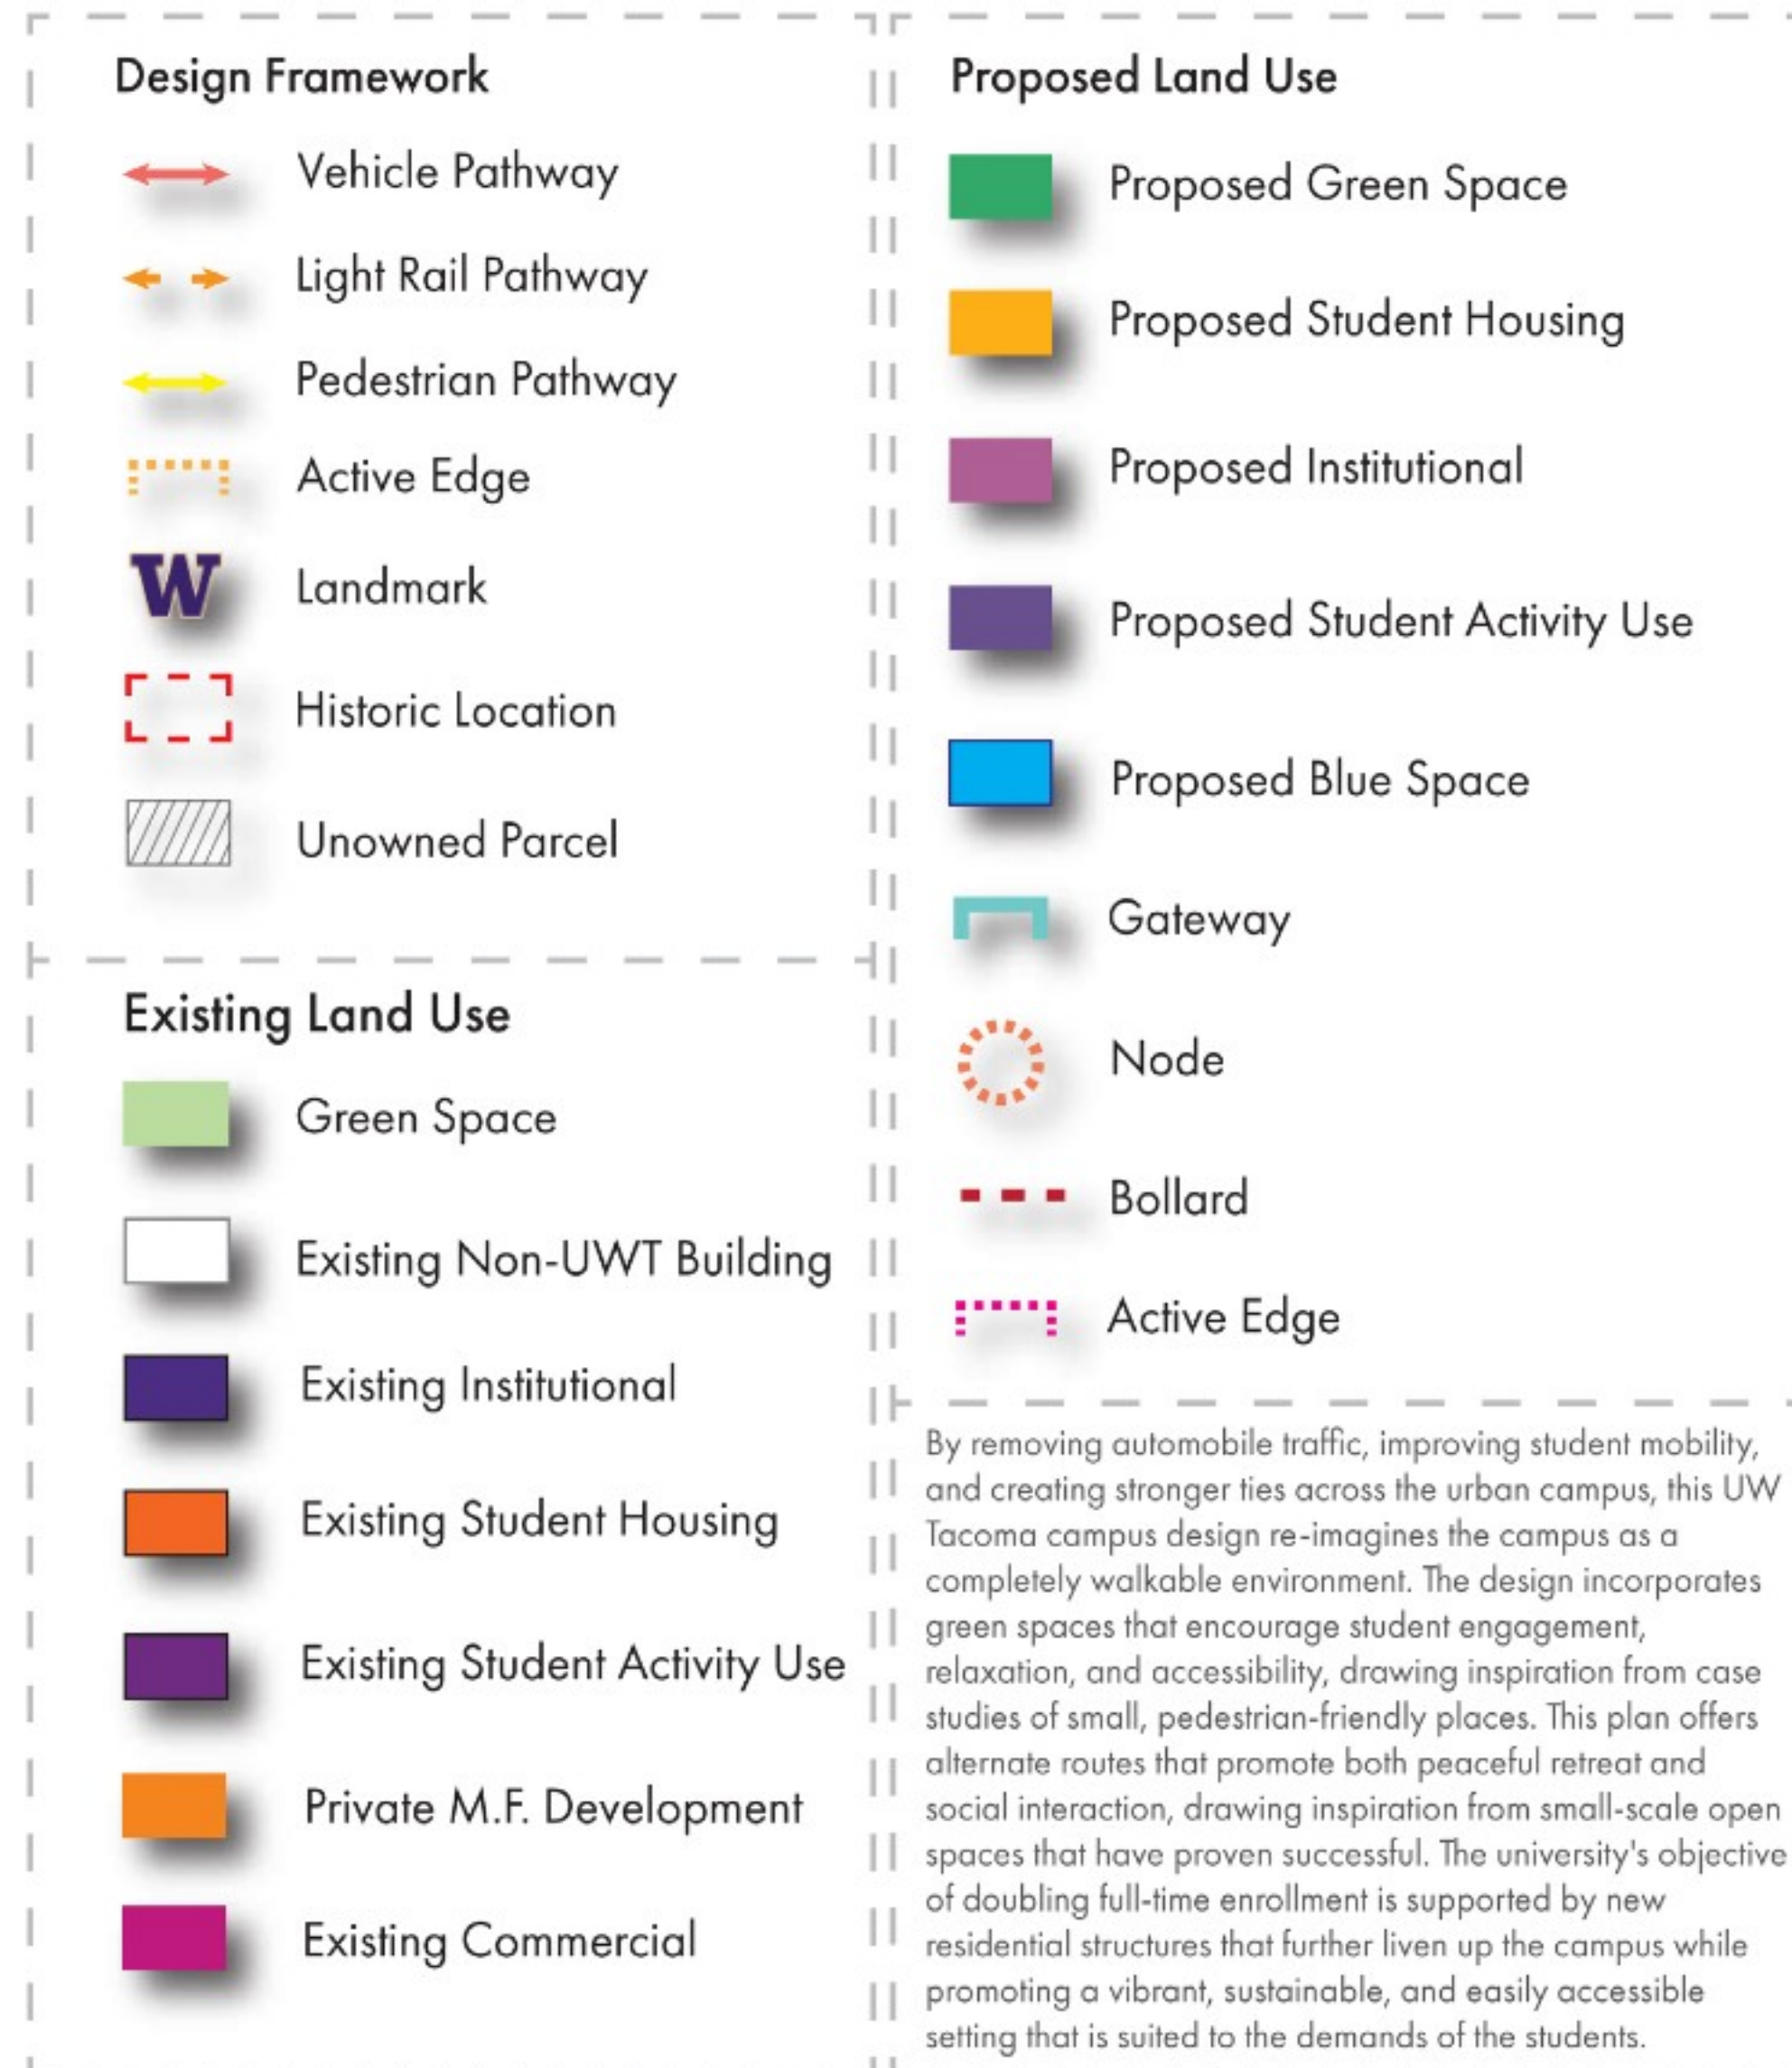 Design Framework
Vehicle Pathway
Light Rail Pathway
Pedestrian Pathway
Active Edge
W
Landmark
Historic Location
Unowned Parcel
Existing Land Use
Green Space
Existing Non-UWT Building
Existing Institutional
Existing Student Housing
Existing Student Activity Use
Private M.F. Development
Existing Commercial
Proposed Land Use
Proposed Green Space
Proposed Student Housing
Proposed Institutional
Proposed Student Activity Use
Proposed Blue Space
Gateway
Node
Bollard
Active Edge
By removing automobile traffic, improving student mobility,
and creating stronger ties across the urban campus, this UW
Tacoma campus design re-imagines the campus as a
completely walkable environment. The design incorporates
green spaces that encourage student engagement,
relaxation, and accessibility, drawing inspiration from case
studies of small, pedestrian-friendly places. This plan offers
alternate routes that promote both peaceful retreat and
social interaction, drawing inspiration from small-scale open
spaces that have proven successful. The university's objective
of doubling full-time enrollment is supported by new
residential structures that further liven up the campus while
promoting a vibrant, sustainable, and easily accessible
setting that is suited to the demands of the students.